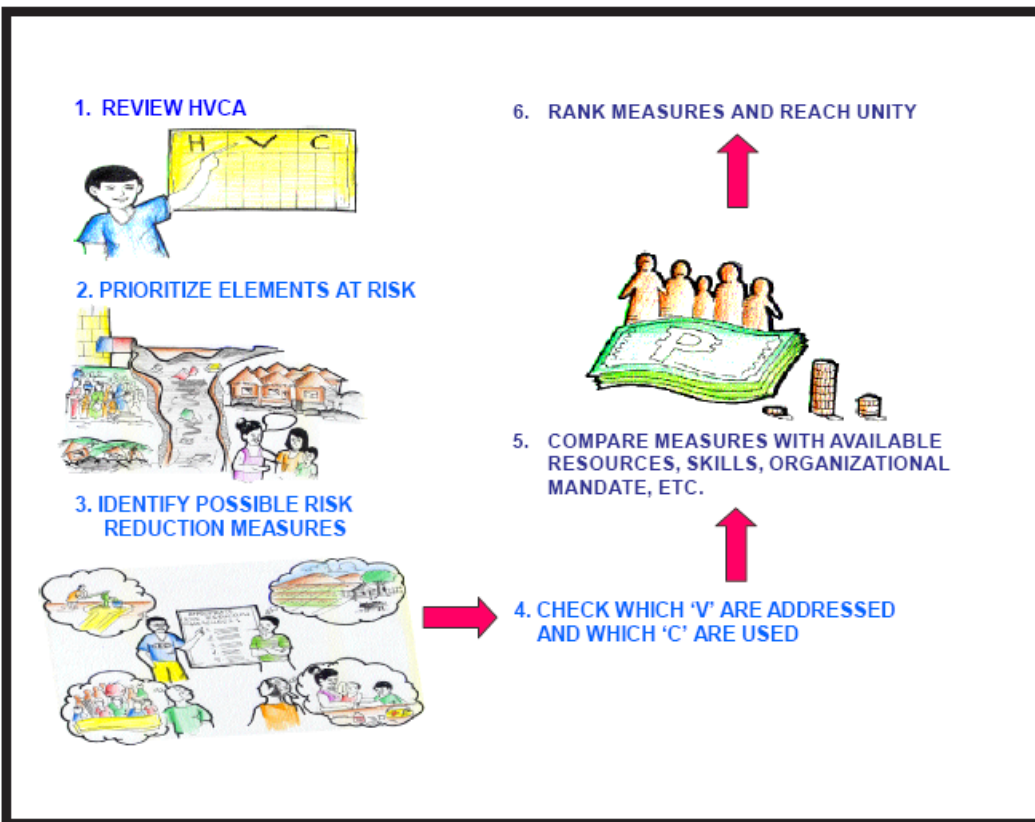 1. REVIEW HVCA
H V C
2. PRIORITIZE ELEMENTS AT RISK
3. IDENTIFY POSSIBLE RISK
REDUCTION MEASURES
4. CHECK WHICH ‘V’ ARE ADDRESSED
AND WHICH ‘C’ ARE USED
5. COMPARE MEASURES WITH AVAILABLE
RESOURCES, SKILLS, ORGANIZATIONAL
MANDATE, ETC.
P
6. RANK MEASURES AND REACH UNITY